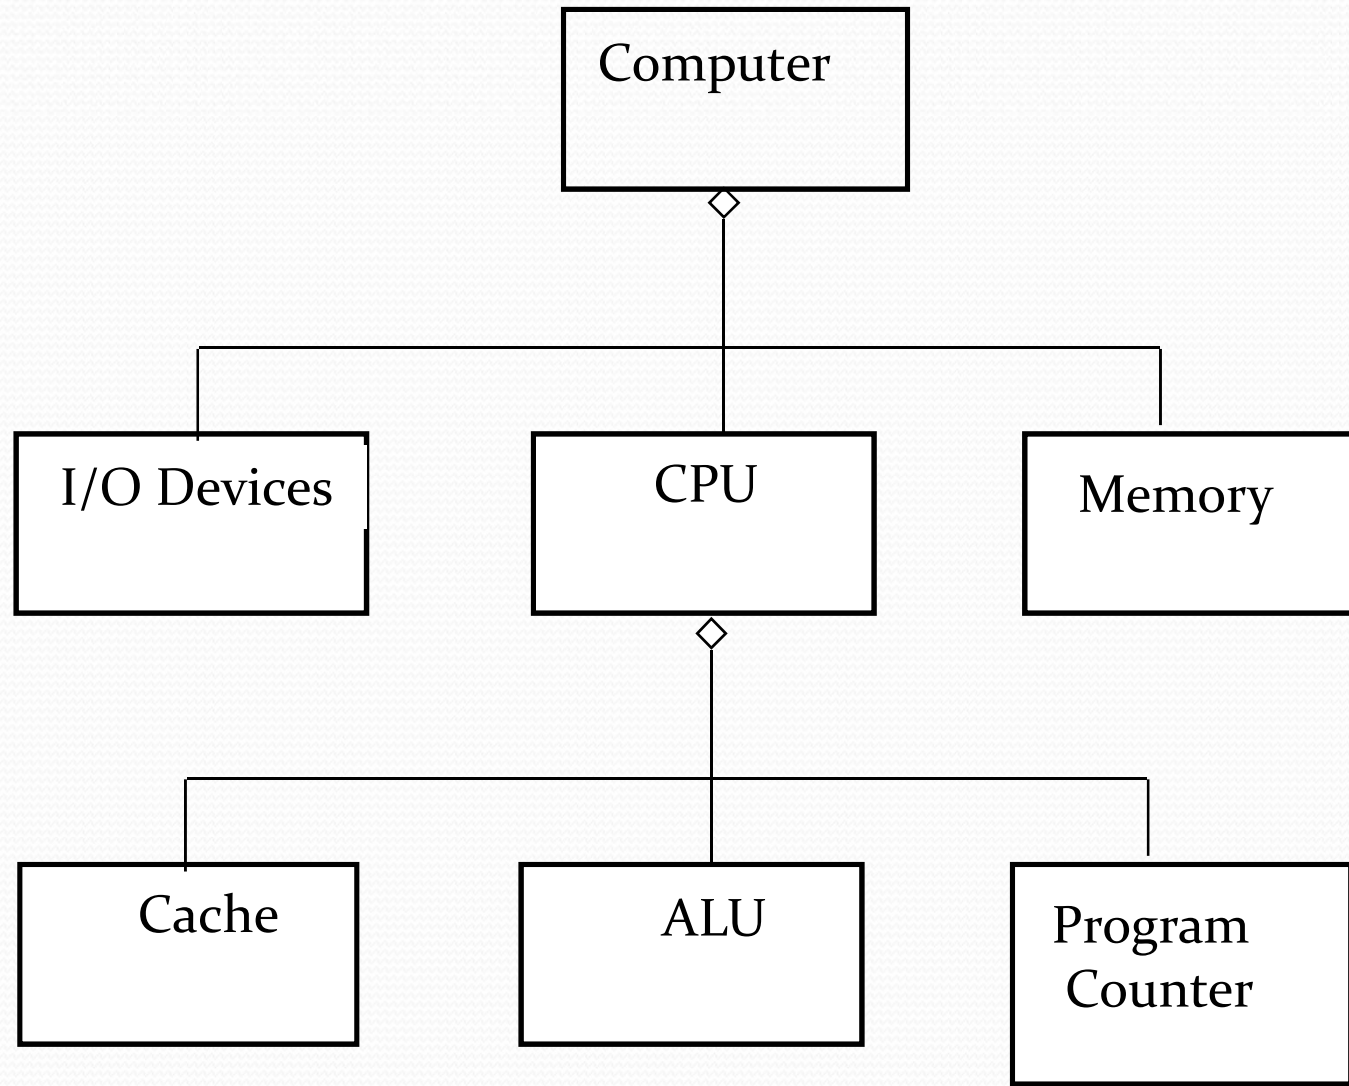 Computer
I/O Devices
CPU
Memory
Cache
ALU
Program
Counter